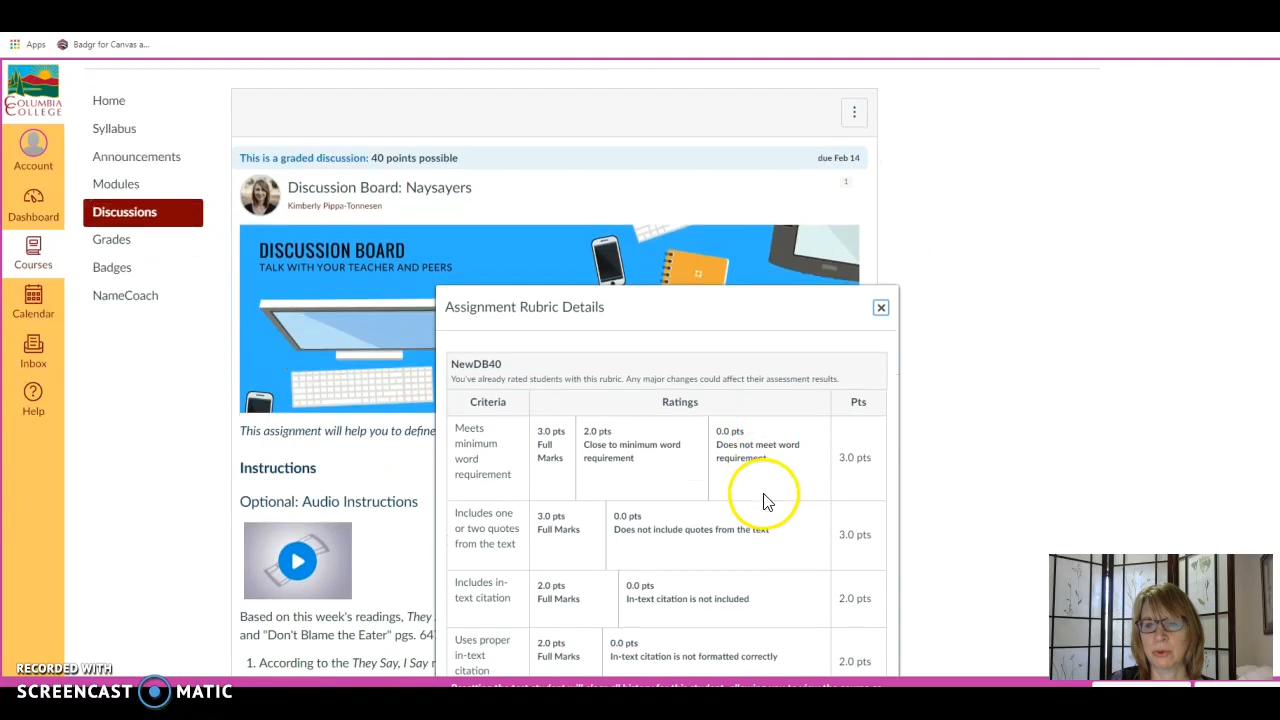 Apps
Badgr for Canvas a...
COLUMBIA
COLLEGE
Account
Dashboard
Courses
Calendar
Inbox
Help
Home
Syllabus
Announcements
Modules
Discussions
Grades
Badges
NameCoach
This is a graded discussion: 40 points possible
due Feb 14
Discussion Board: Naysayers
1
Kimberly Pippa-Tonnesen
DISCUSSION BOARD
TALK WITH YOUR TEACHER AND PEERS
This assignment will help you to define
Instructions
Optional: Audio Instructions
Based on this week's readings, They
and "Don't Blame the Eater" pgs. 64
1. According to the They Say, I Say
Assignment Rubric Details
NewDB40
You've already rated students with this rubric. Any major changes could affect their assessment results.
Criteria
Ratings
Pts
Meets
minimum
word
requirement
3.0 pts
Full
Marks
2.0 pts
Close to minimum word
requirement
0.0 pts
Does not meet word
requirement
3.0 pts
Includes one
or two quotes
from the text
3.0 pts
Full Marks
0.0 pts
Does not include quotes from the text
3.0 pts
Includes in-
text citation
2.0 pts
Full Marks
0.0 pts
In-text citation is not included
2.0 pts
Uses proper
in-text
citation
2.0 pts
Full Marks
0.0 pts
In-text citation is not formatted correctly
2.0 pts
RECORDED WITH
SCREENCAST MATIC